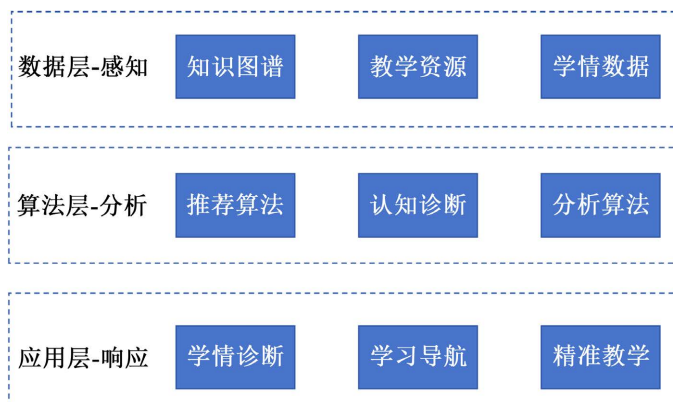 数据层-感知 知识图谱 教学资源 学情数据
算法层-分析 推荐算法 认知诊断 分析算法
应用层-响应 学情诊断 学习导航 精准教学